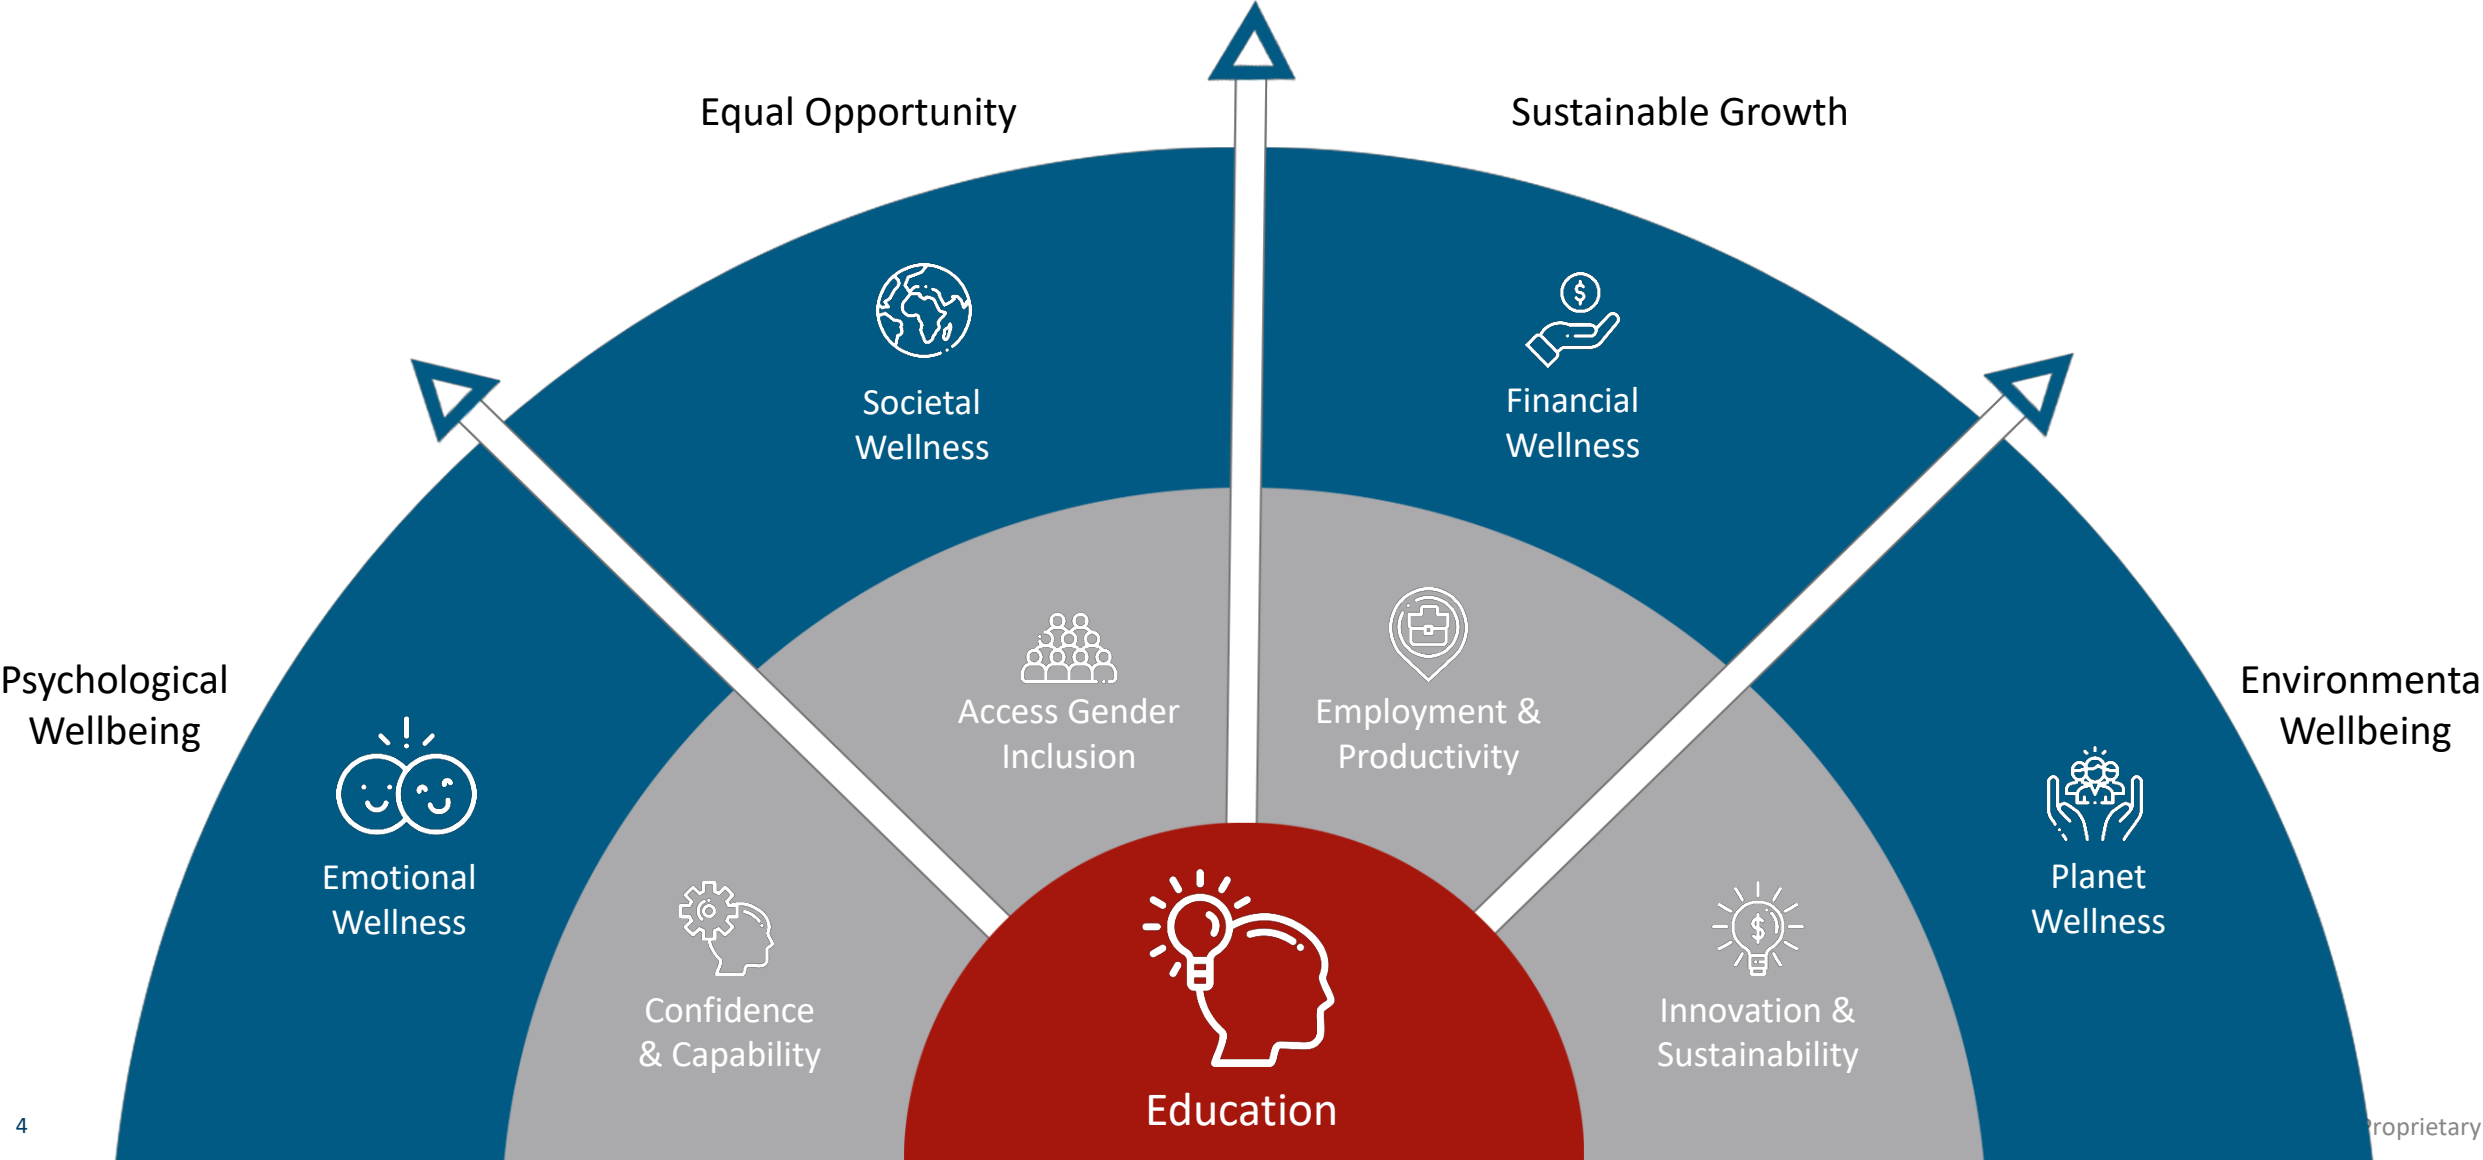 Equal Opportunity
Sustainable Growth
Societal
Wellness
Financial
Wellness
Psychological
Wellbeing
Environmenta
Wellbeing
Access Gender
Inclusion
Employment &
Productivity
Emotional
Wellness
Planet
Wellness
Confidence
& Capability
Innovation &
Sustainability
Education
4
roprietary